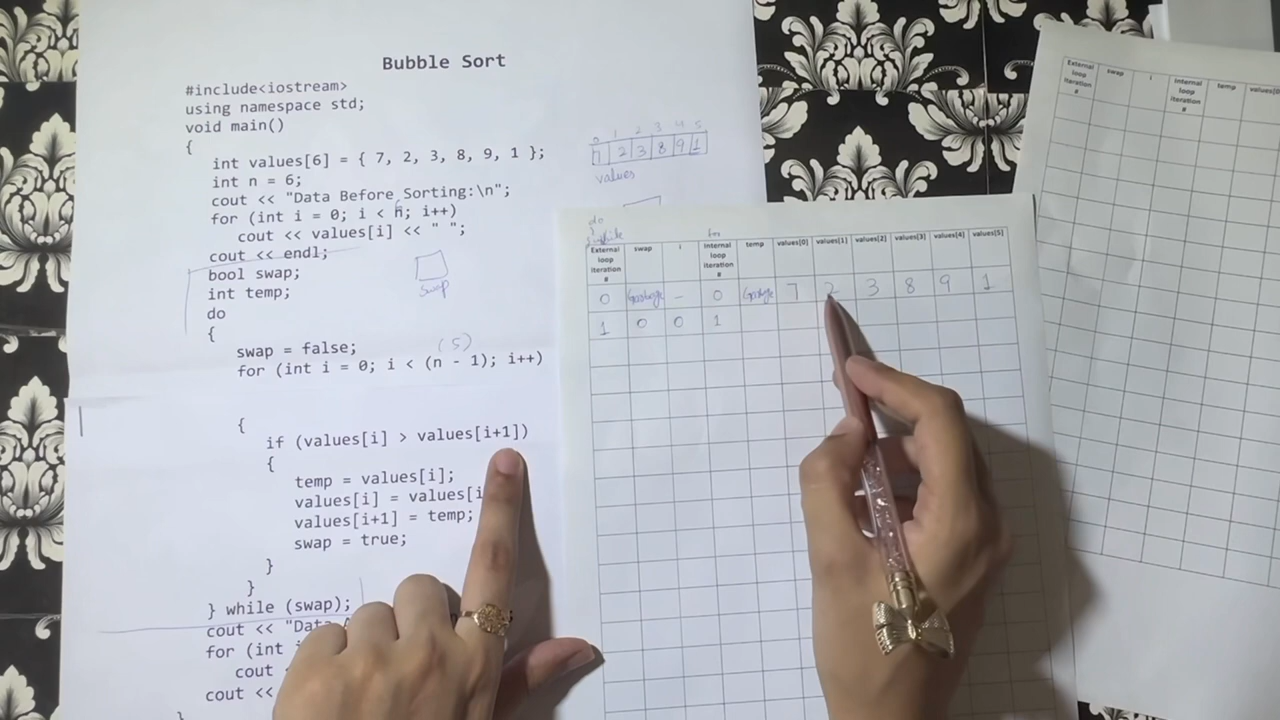 Bubble Sort
#include<iostream>
using namespace std;
void main()
{
int values[6] = { 7, 2, 3, 8, 9, 1 };
int n = 6;
cout << "Data Before Sorting:\n";
for (int i = 0; i < n; i++)
cout << values[i] << " ";
cout << endl;
bool swap;
int temp;
do
{
swap = false;
(5)
for (int i = 0; i < (n - 1); i++)
{
if (values[i] > values[i+1])
{
temp = values[i];
values[i] = values[i
values[i+1] = temp;
swap = true;
}
}
} while (swap);
cout << "Data
for (int
cout <<
cout <<
}
swap
0 1 2 3 4 5
7 2 3 8 9 1
values
do
while
for
External loop iteration # swap i Internal loop iteration # temp values[0] values[1] values[2] values[3] values[4] values[5]
0 Garbage - 0 Garbage 7 2 3 8 9 1
1 0 0 1
External loop iteration # swap i Internal loop iteration # temp values[0